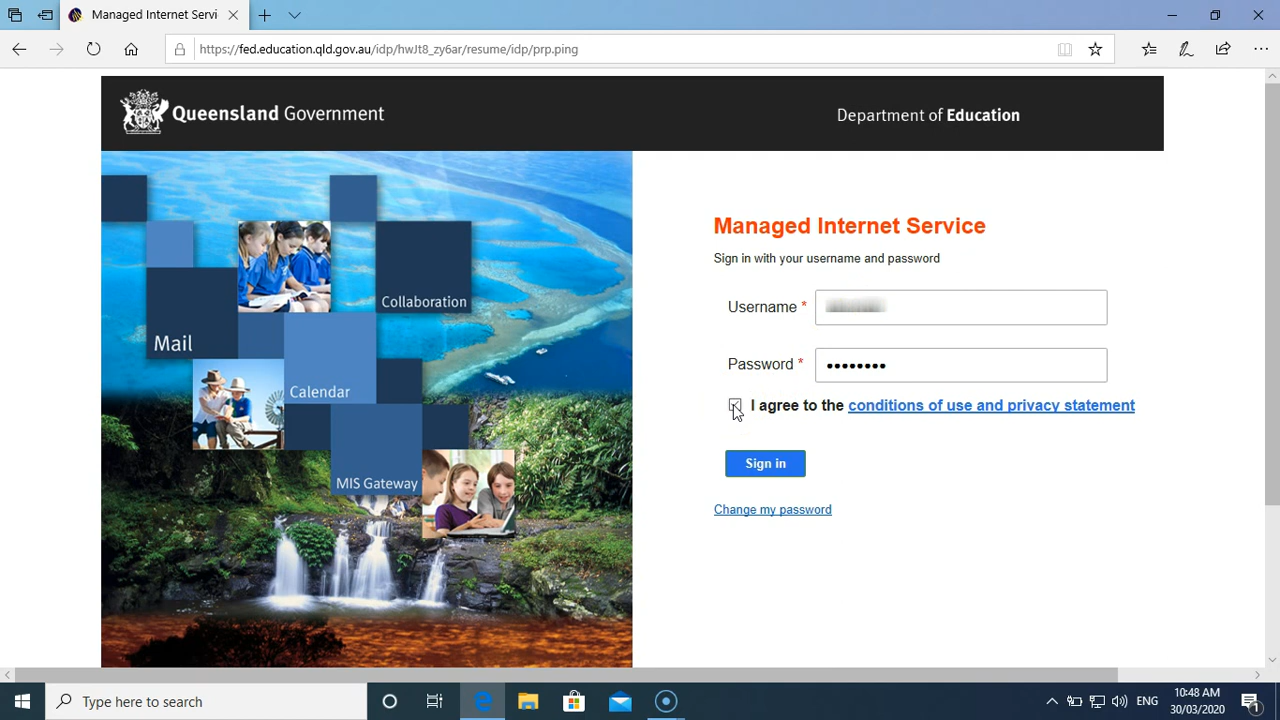 Managed Internet Servi
https://fed.education.qld.gov.au/idp/hwJt8_zy6ar/resume/idp/prp.ping
Queensland Government
Department of Education
Collaboration
Mail
Calendar
MIS Gateway
Managed Internet Service
Sign in with your username and password
Username *
Password *
I agree to the conditions of use and privacy statement
Sign in
Change my password
Type here to search
ENG
10:48 AM
30/03/2020
1